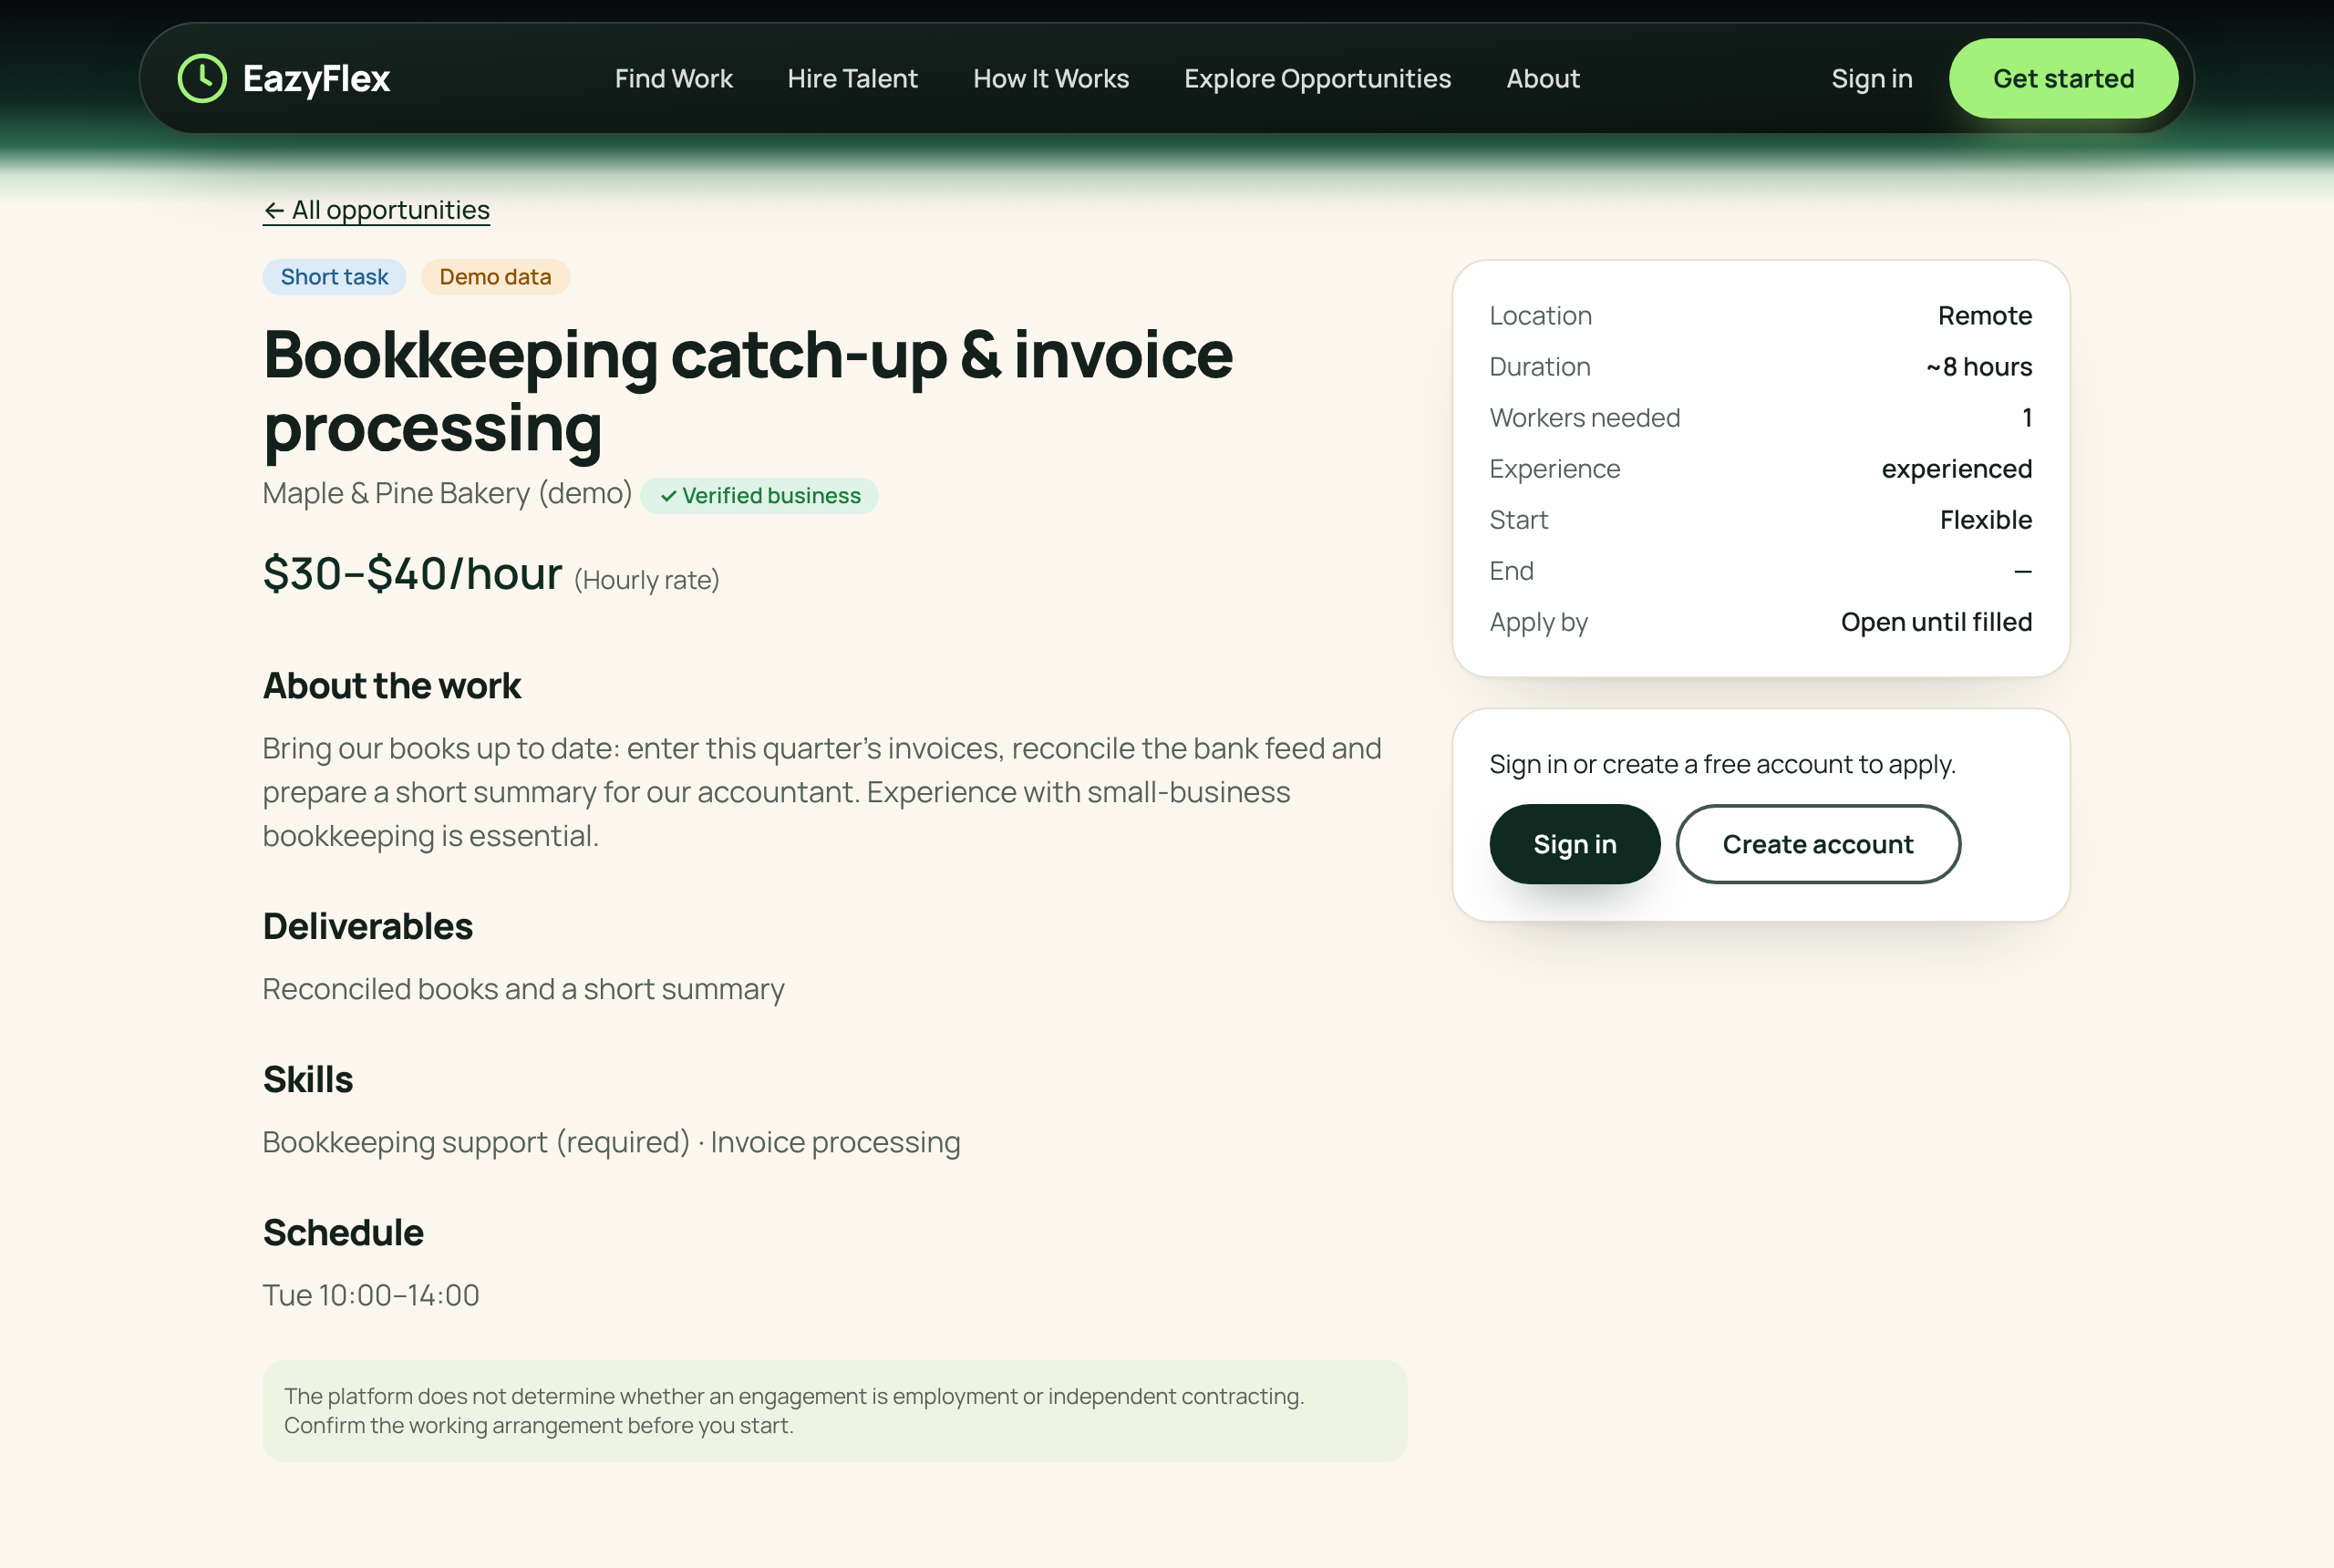 EazyFlex
Find Work
Hire Talent
How It Works
Explore Opportunities
About
Sign in
Get started
← All opportunities
Short task
Demo data
Bookkeeping catch-up & invoice
processing
Maple & Pine Bakery (demo) ✓ Verified business
$30–$40/hour (Hourly rate)
About the work
Bring our books up to date: enter this quarter’s invoices, reconcile the bank feed and
prepare a short summary for our accountant. Experience with small-business
bookkeeping is essential.
Deliverables
Reconciled books and a short summary
Skills
Bookkeeping support (required) · Invoice processing
Schedule
Tue 10:00–14:00
The platform does not determine whether an engagement is employment or independent contracting.
Confirm the working arrangement before you start.
Location Remote
Duration ~8 hours
Workers needed 1
Experience experienced
Start Flexible
End —
Apply by Open until filled
Sign in or create a free account to apply.
Sign in
Create account